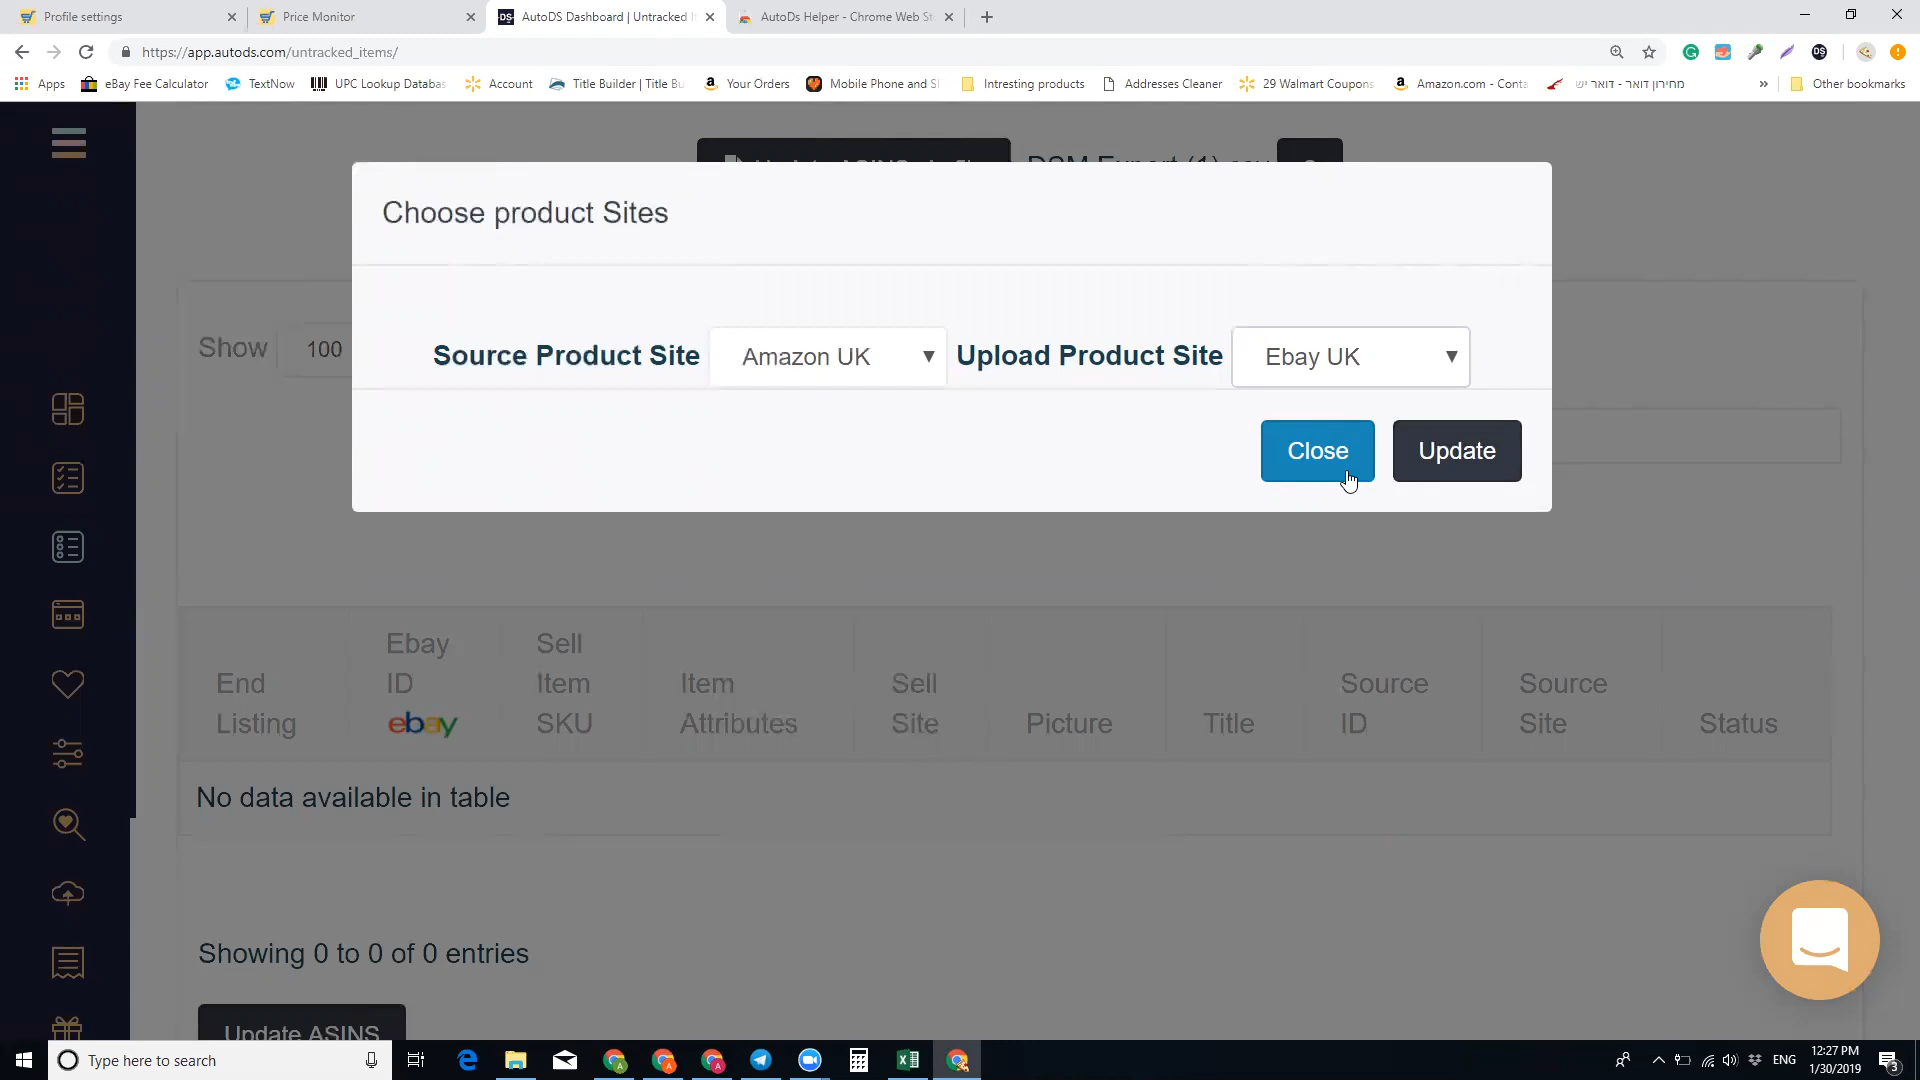 Profile settings
Price Monitor
AutoDS Dashboard | Untracked I
AutoDs Helper - Chrome Web St
https://app.autods.com/untracked_items/
Apps
eBay Fee Calculator
TextNow
UPC Lookup Databas
Account
Title Builder | Title Bu
Your Orders
Mobile Phone and S
Intresting products
Addresses Cleaner
29 Walmart Coupons
Amazon.com - Conta
מחירון דואר - דואר יש
Other bookmarks
Choose product Sites
Source Product Site
Amazon UK
Upload Product Site
Ebay UK
Close
Update
Show
100
End Listing
Ebay ID
ebay
Sell Item SKU
Item Attributes
Sell Site
Picture
Title
Source ID
Source Site
Status
No data available in table
Showing 0 to 0 of 0 entries
Update ASINS
Type here to search
ENG
12:27 PM
1/30/2019
3